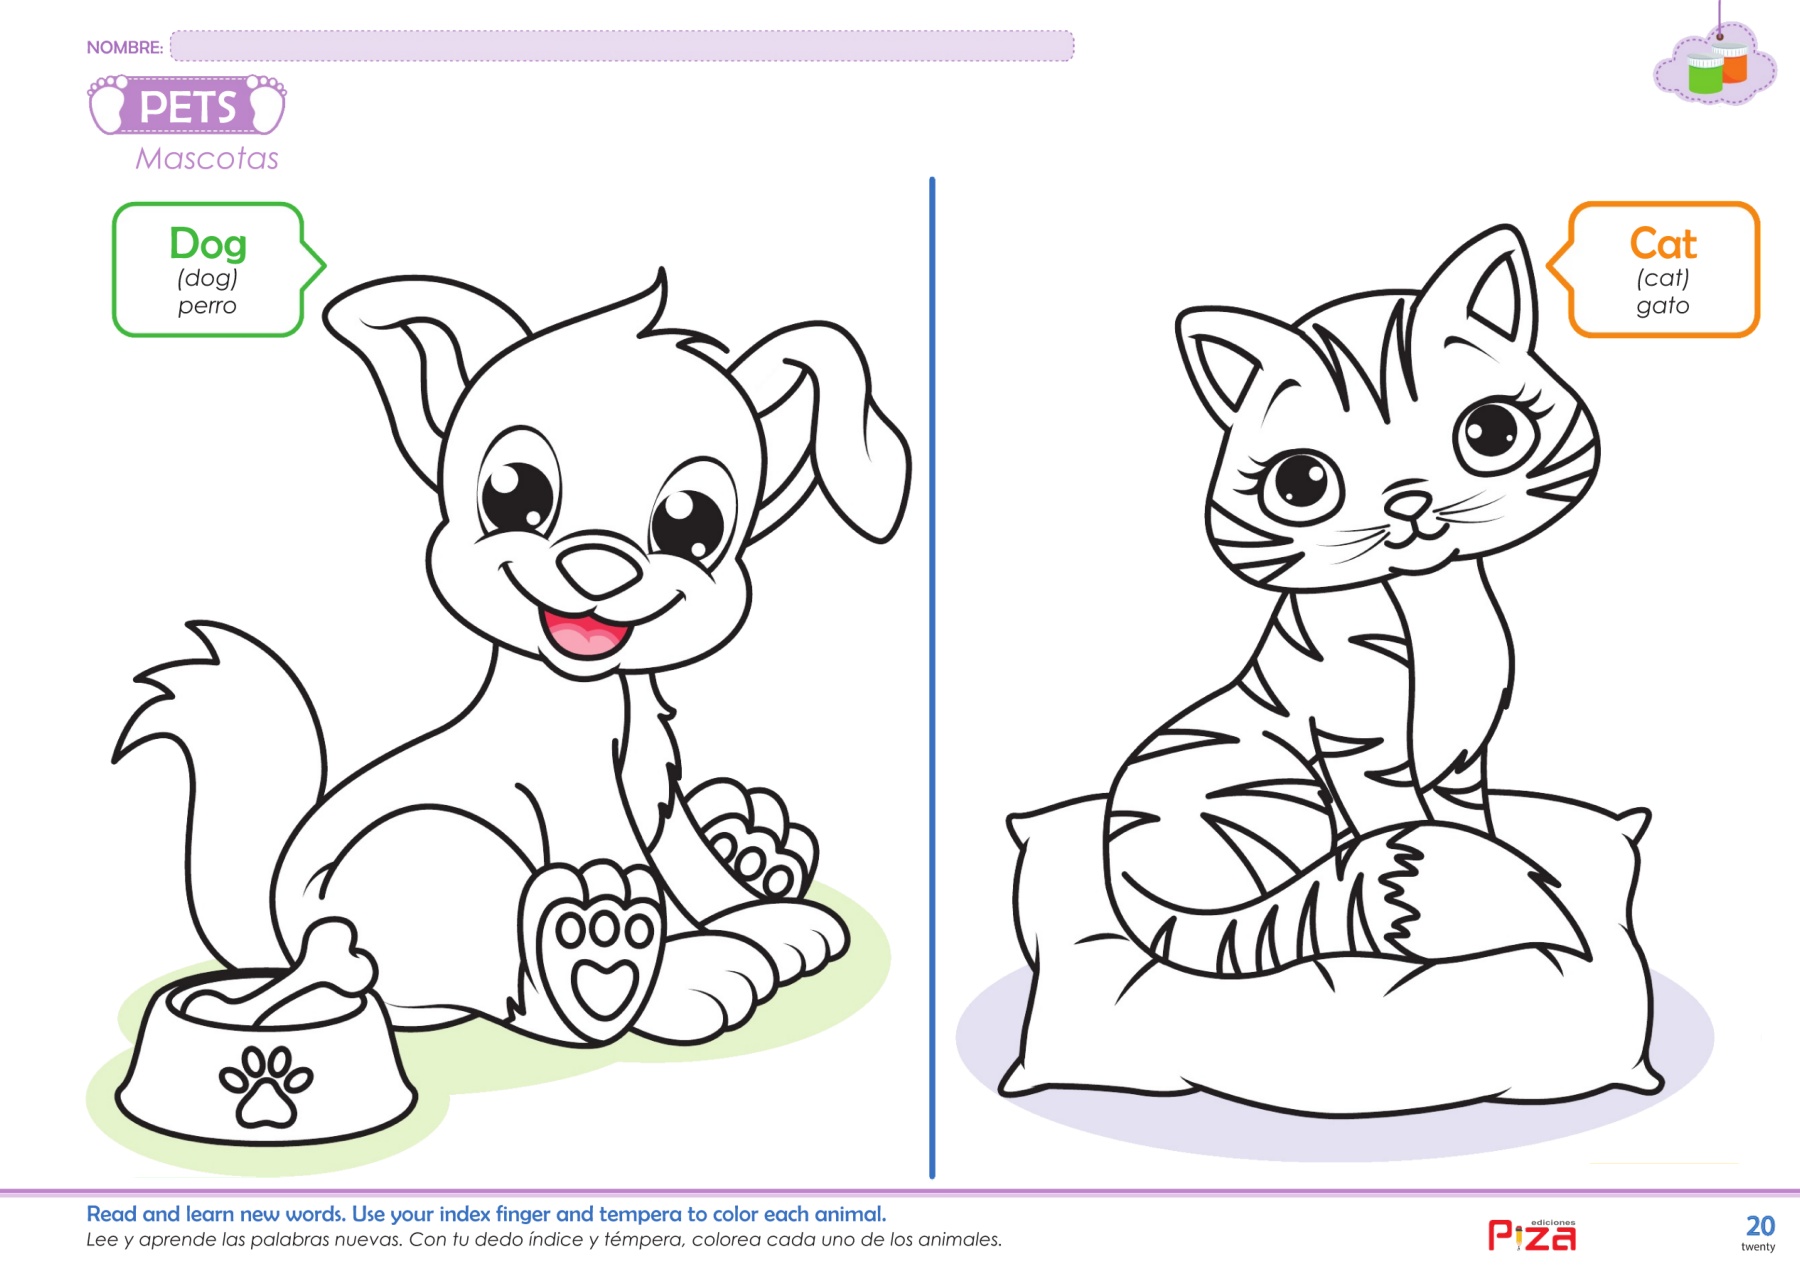 NOMBRE:
PETS
Mascotas
Dog
(dog)
perro
Cat
(cat)
gato
Read and learn new words. Use your index finger and tempera to color each animal.
Lee y aprende las palabras nuevas. Con tu dedo índice y témpera, colorea cada uno de los animales.
ediciones
Piza
20
twenty